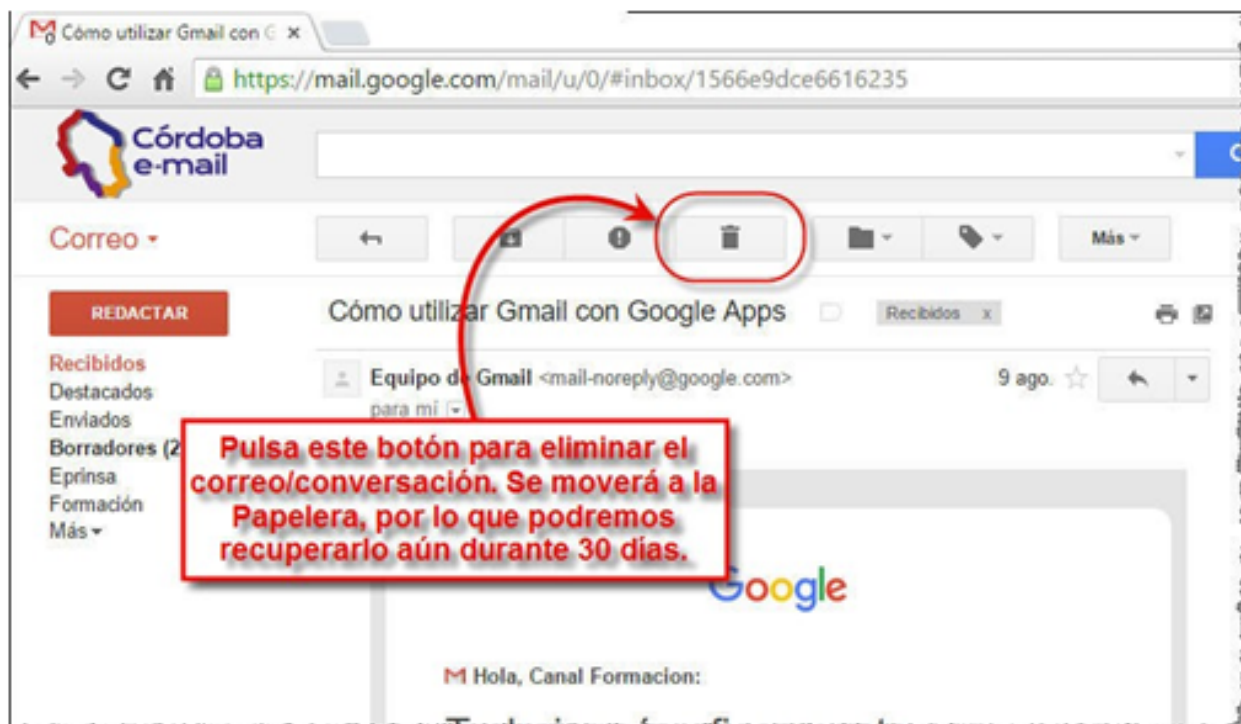 Cómo utilizar Gmail con G
https://mail.google.com/mail/u/0/#inbox/1566e9dce6616235
Córdoba
e-mail
Correo
Más
REDACTAR
Cómo utilizar Gmail con Google Apps
Recibidos x
Recibidos
Equipo de Gmail <mail-noreply@google.com>
9 ago.
Destacados
para mí
Enviados
Borradores (2
Eprinsa
Formación
Más
Pulsa este botón para eliminar el
correo/conversación. Se moverá a la
Papelera, por lo que podremos
recuperarlo aún durante 30 días.
Google
Hola, Canal Formacion: